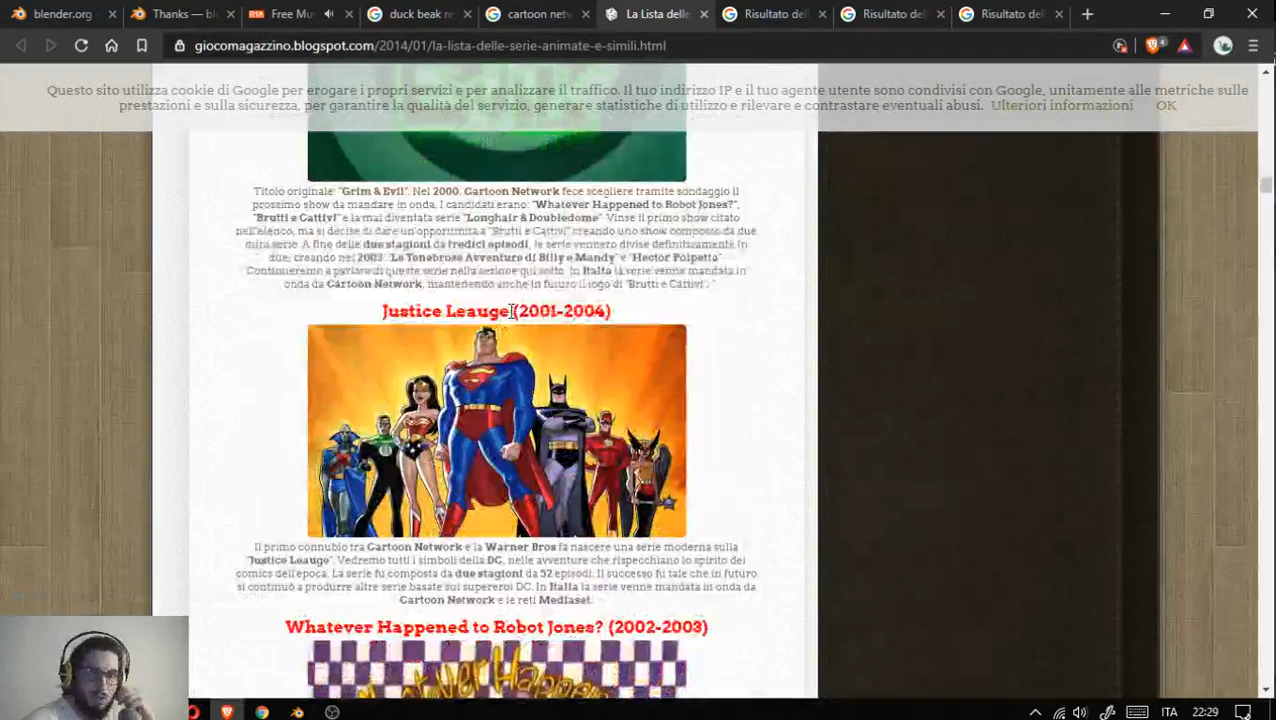 blender.org -
Thanks — bl
Free Mu
duck beak re
cartoon netw
La Lista delle
Risultato del
Risultato del
Risultato del
giocomagazzino.blogspot.com/2014/01/la-lista-delle-serie-animate-e-simili.html
Questo sito utilizza cookie di Google per erogare i propri servizi e per analizzare il traffico. Il tuo indirizzo IP e il tuo agente utente sono condivisi con Google, unitamente alle metriche sulle
prestazioni e sulla sicurezza, per garantire la qualità del servizio, generare statistiche di utilizzo e rilevare e contrastare eventuali abusi. Ulteriori informazioni OK
Titolo originale: "Grim & Evil". Nel 2000, Cartoon Network fece scegliere tramite sondaggio il
prossimo show da mandare in onda. I candidati erano: "Whatever Happened to Robot Jones?",
"Brutti e Cattivi" e la mai diventata serie "Longhair & Doubledome". Vinse il primo show citato
nell'elenco, ma si decise di dare un'opportunita a "Brutti e Cattivi" creando uno show composto da due
mini serie. A fine delle due stagioni da tredici episodi, le serie vennero divise definitivamente in
due, creando nel 2003 "Le Tenebrose Avventure di Billy e Mandy" e "Hector Polpetta"
Continueremo a parlare di queste serie nella sezione qui sotto. In Italia la serie venne mandata in
onda da Cartoon Network, mantenendo anche in futuro il logo di "Brutti e Cattivi". "
Justice Leauge (2001-2004)
Il primo connubio tra Cartoon Network e la Warner Bros fa nascere una serie moderna sulla
"Justice Leauge". Vedremo tutti i simboli della DC, nelle avventure che rispecchiano lo spirito dei
comics dell'epoca. La serie fu composta da due stagioni da 52 episodi. Il successo fu tale che in futuro
si continuò a produrre altre serie basate sui supereroi DC. In Italia la serie venne mandata in onda da
Cartoon Network e le reti Mediaset.
Whatever Happened to Robot Jones? (2002-2003)
Whatever Happene
ITA
22:29